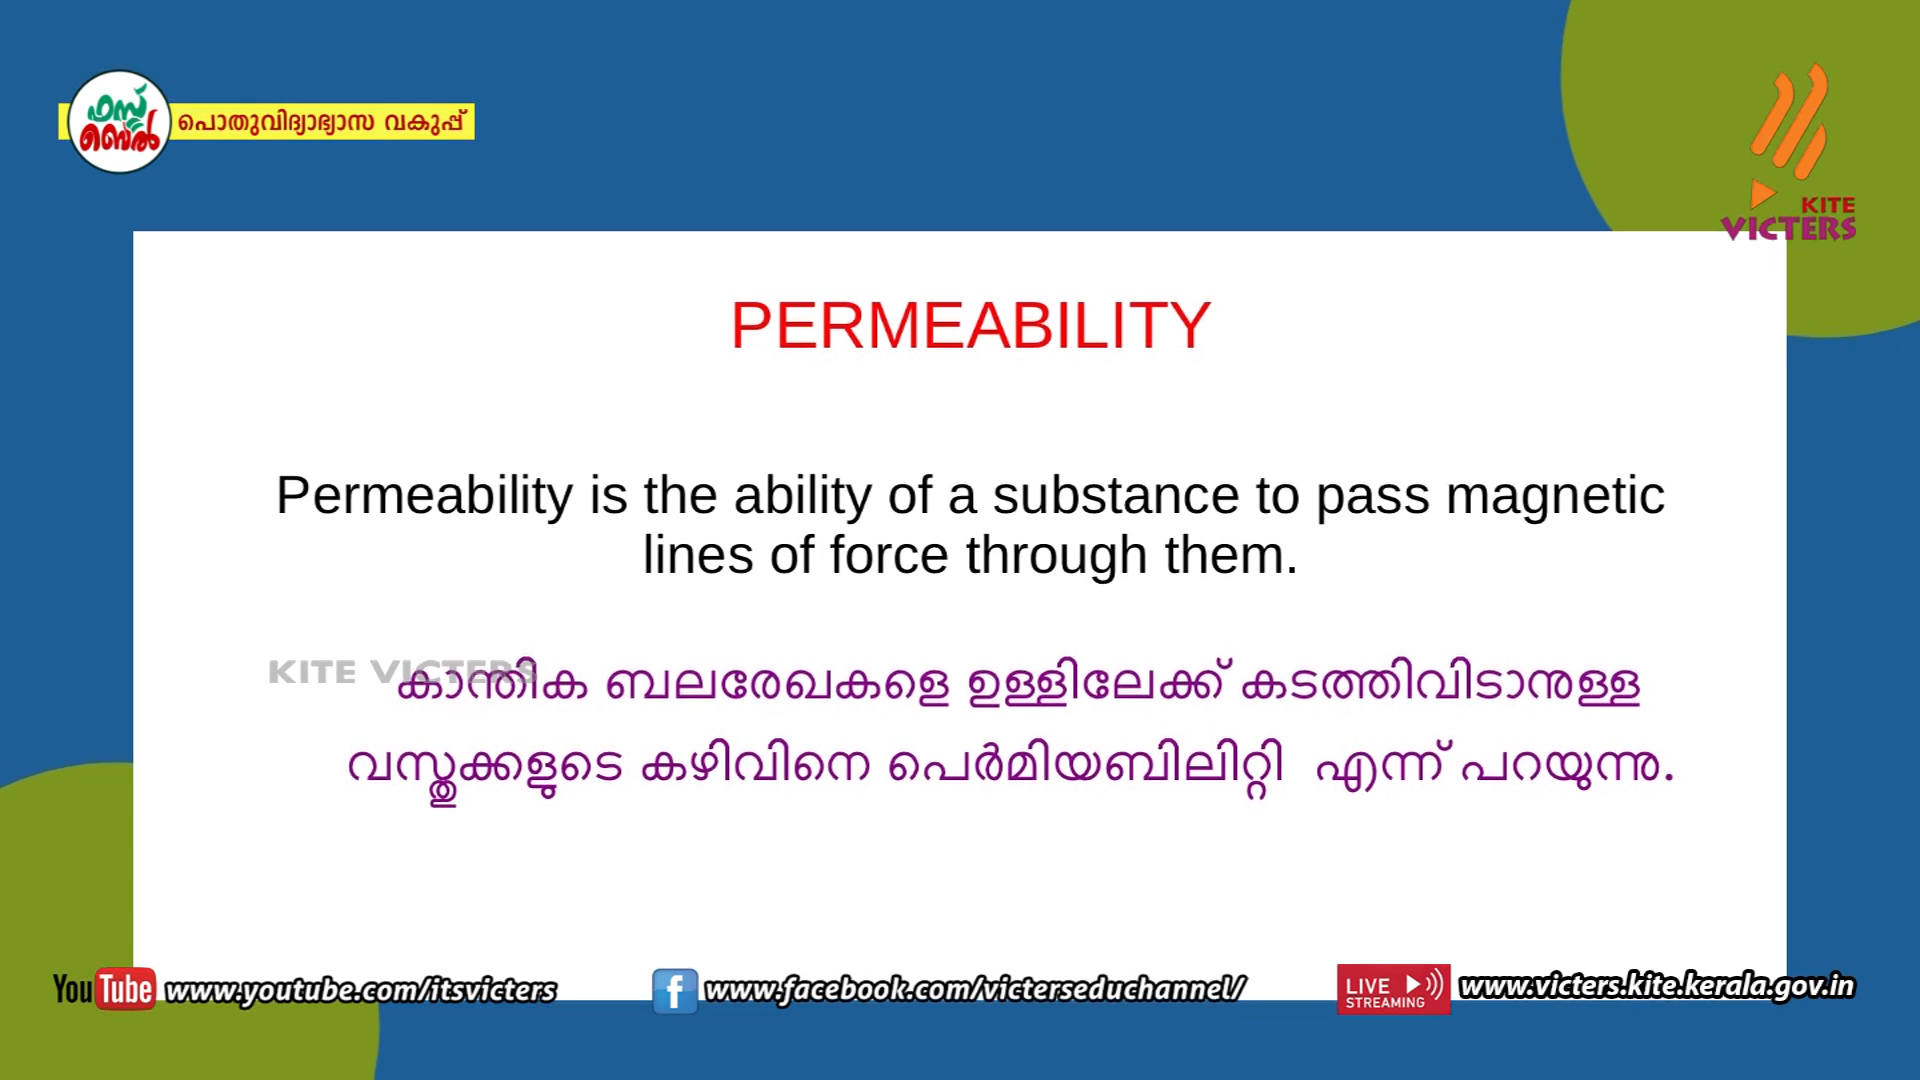 ഫസ്റ്റ്
ബെൽ
പൊതുവിദ്യാഭ്യാസ വകുപ്പ്
KITE
VICTERS
PERMEABILITY
Permeability is the ability of a substance to pass magnetic
lines of force through them.
KITE VICTERS
കാന്തിക ബലരേഖകളെ ഉള്ളിലേക്ക് കടത്തിവിടാനുള്ള
വസ്തുക്കളുടെ കഴിവിനെ പെർമിയബിലിറ്റി എന്ന് പറയുന്നു.
YouTube www.youtube.com/itsvicters
f www.facebook.com/victerseduchannel/
LIVE STREAMING www.victers.kite.kerala.gov.in